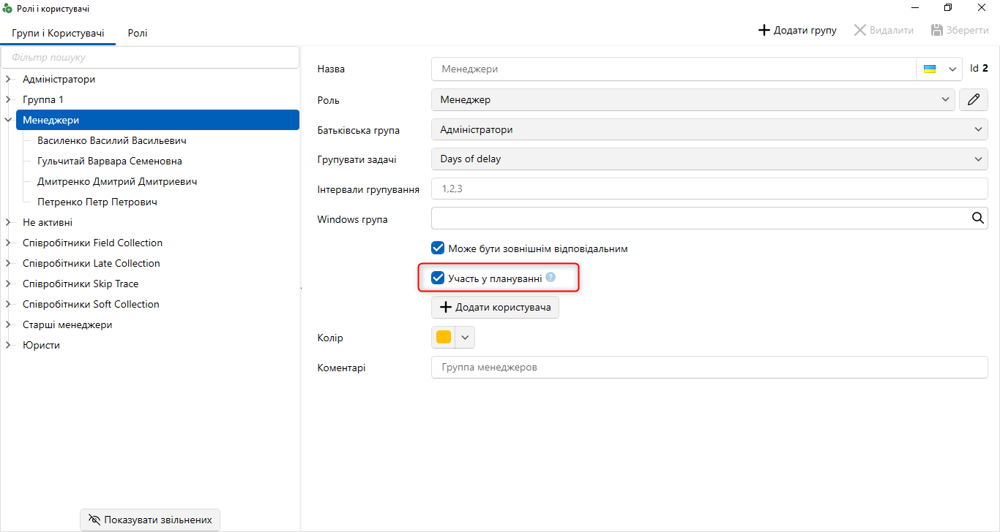 Ролі і користувачі
Групи і Користувачі Ролі
Додати групу Видалити Зберегти
Фільтр пошуку
Адміністратори
Группа 1
Менеджери
Василенко Василий Васильевич
Гульчитай Варвара Семеновна
Дмитренко Дмитрий Дмитриевич
Петренко Петр Петрович
Не активні
Співробітники Field Collection
Співробітники Late Collection
Співробітники Skip Trace
Співробітники Soft Collection
Старші менеджери
Юристи
Показувати звільнених
Назва Менеджери Id 2
Роль Менеджер
Батьківська група Адміністратори
Групувати задачі Days of delay
Інтервали групування 1,2,3
Windows група
Може бути зовнішнім відповідальним
Участь у плануванні ?
Додати користувача
Колір
Коментарі Группа менеджеров